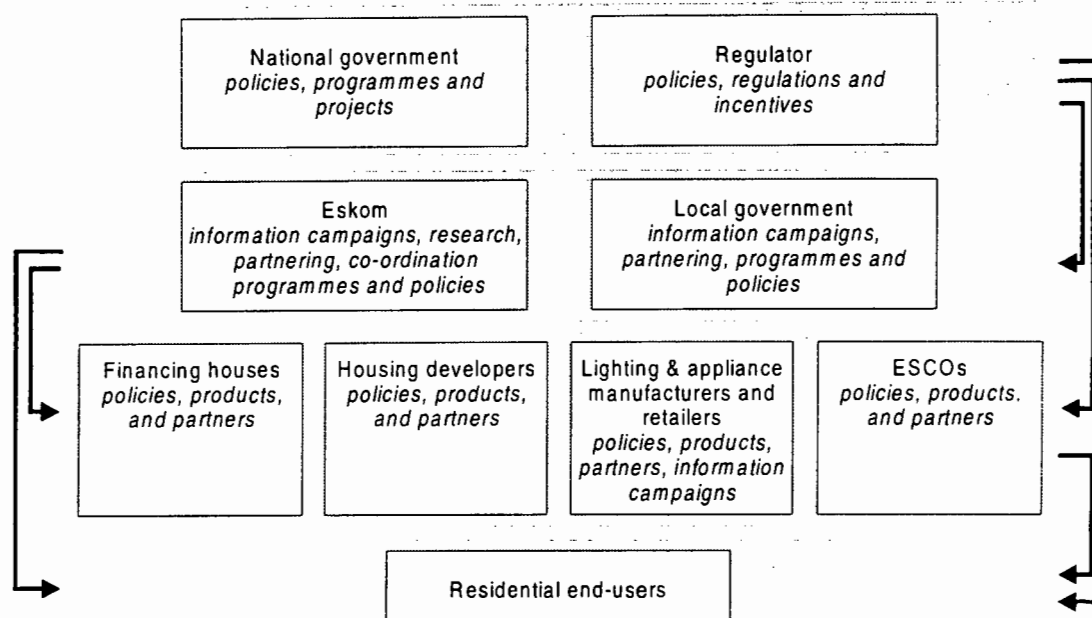 National government
policies, programmes and
projects
Regulator
policies, regulations and
incentives
Eskom
information campaigns, research,
partnering, co-ordination
programmes and policies
Local government
information campaigns,
partnering, programmes and
policies
Financing houses
policies, products,
and partners
Housing developers
policies, products,
and partners
Lighting & appliance
manufacturers and
retailers
policies, products,
partners, information
campaigns
ESCOs
policies, products.
and partners
Residential end-users